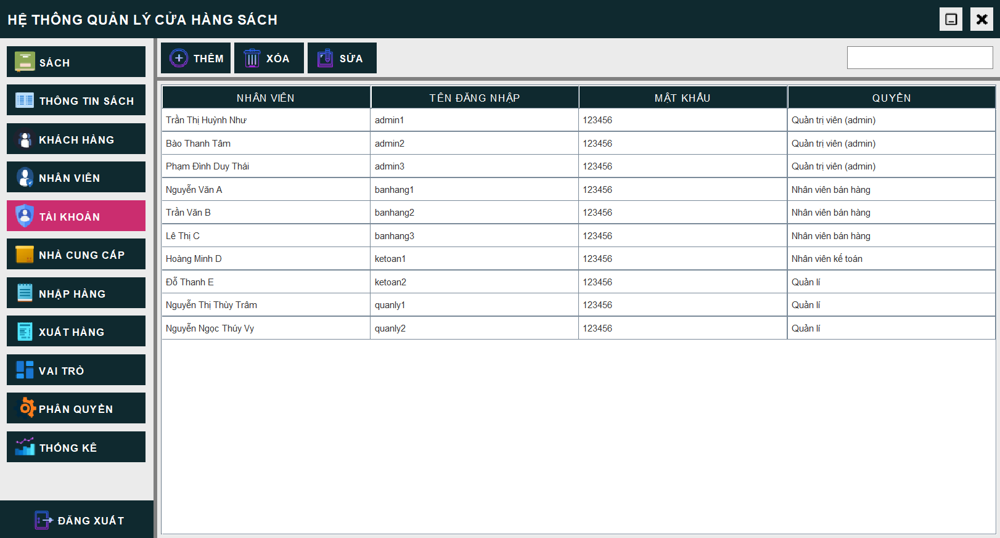 HỆ THỐNG QUẢN LÝ CỬA HÀNG SÁCH
SÁCH
THÔNG TIN SÁCH
KHÁCH HÀNG
NHÂN VIÊN
TÀI KHOẢN
NHÀ CUNG CẤP
NHẬP HÀNG
XUẤT HÀNG
VAI TRÒ
PHÂN QUYỀN
THỐNG KÊ
ĐĂNG XUẤT
THÊM XÓA SỬA
NHÂN VIÊN TÊN ĐĂNG NHẬP MẬT KHẨU QUYỀN
Trần Thị Huỳnh Như admin1 123456 Quản trị viên (admin)
Bào Thanh Tâm admin2 123456 Quản trị viên (admin)
Phạm Đình Duy Thái admin3 123456 Quản trị viên (admin)
Nguyễn Văn A banhang1 123456 Nhân viên bán hàng
Trần Văn B banhang2 123456 Nhân viên bán hàng
Lê Thị C banhang3 123456 Nhân viên bán hàng
Hoàng Minh D ketoan1 123456 Nhân viên kế toán
Đỗ Thanh E ketoan2 123456 Quản lí
Nguyễn Thị Thùy Trâm quanly1 123456 Quản lí
Nguyễn Ngọc Thúy Vy quanly2 123456 Quản lí